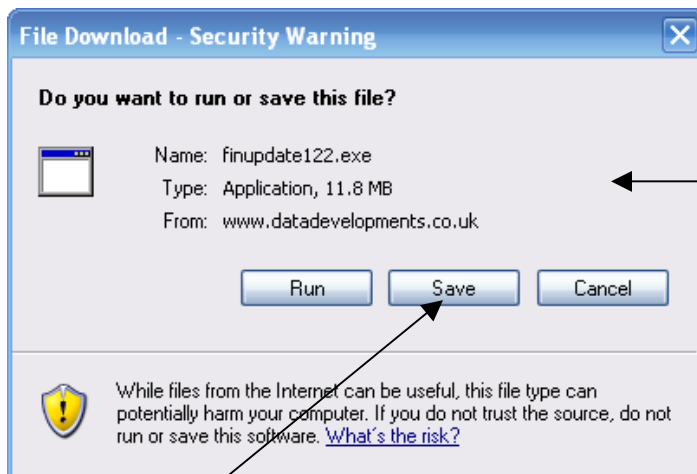 File Download - Security Warning
Do you want to run or save this file?
Name: finupdate122.exe
Type: Application, 11.8 MB
From: www.datadevelopments.co.uk
Run Save Cancel
While files from the Internet can be useful, this file type can
potentially harm your computer. If you do not trust the source, do not
run or save this software. What's the risk?